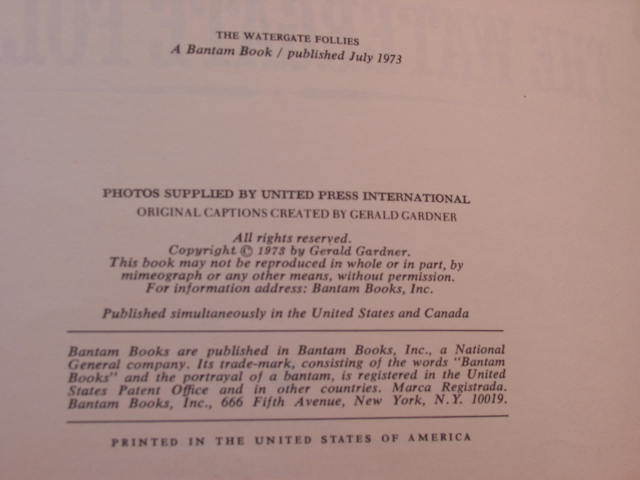 THE WATERGATE FOLLIES
A Bantam Book / published July 1973
PHOTOS SUPPLIED BY UNITED PRESS INTERNATIONAL
ORIGINAL CAPTIONS CREATED BY GERALD GARDNER
All rights reserved.
Copyright © 1973 by Gerald Gardner.
This book may not be reproduced in whole or in part, by
mimeograph or any other means, without permission.
For information address: Bantam Books, Inc.
Published simultaneously in the United States and Canada
Bantam Books are published in Bantam Books, Inc., a National
General company. Its trade-mark, consisting of the words "Bantam
Books" and the portrayal of a bantam, is registered in the United
States Patent Office and in other countries. Marca Registrada.
Bantam Books, Inc., 666 Fifth Avenue, New York, N.Y. 10019.
PRINTED IN THE UNITED STATES OF AMERICA